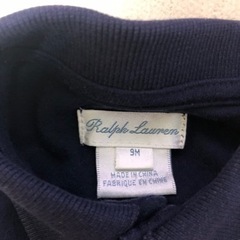 Ralph Lauren
9M
MADE IN CHINA
FABRIQUÉ EN CHINE